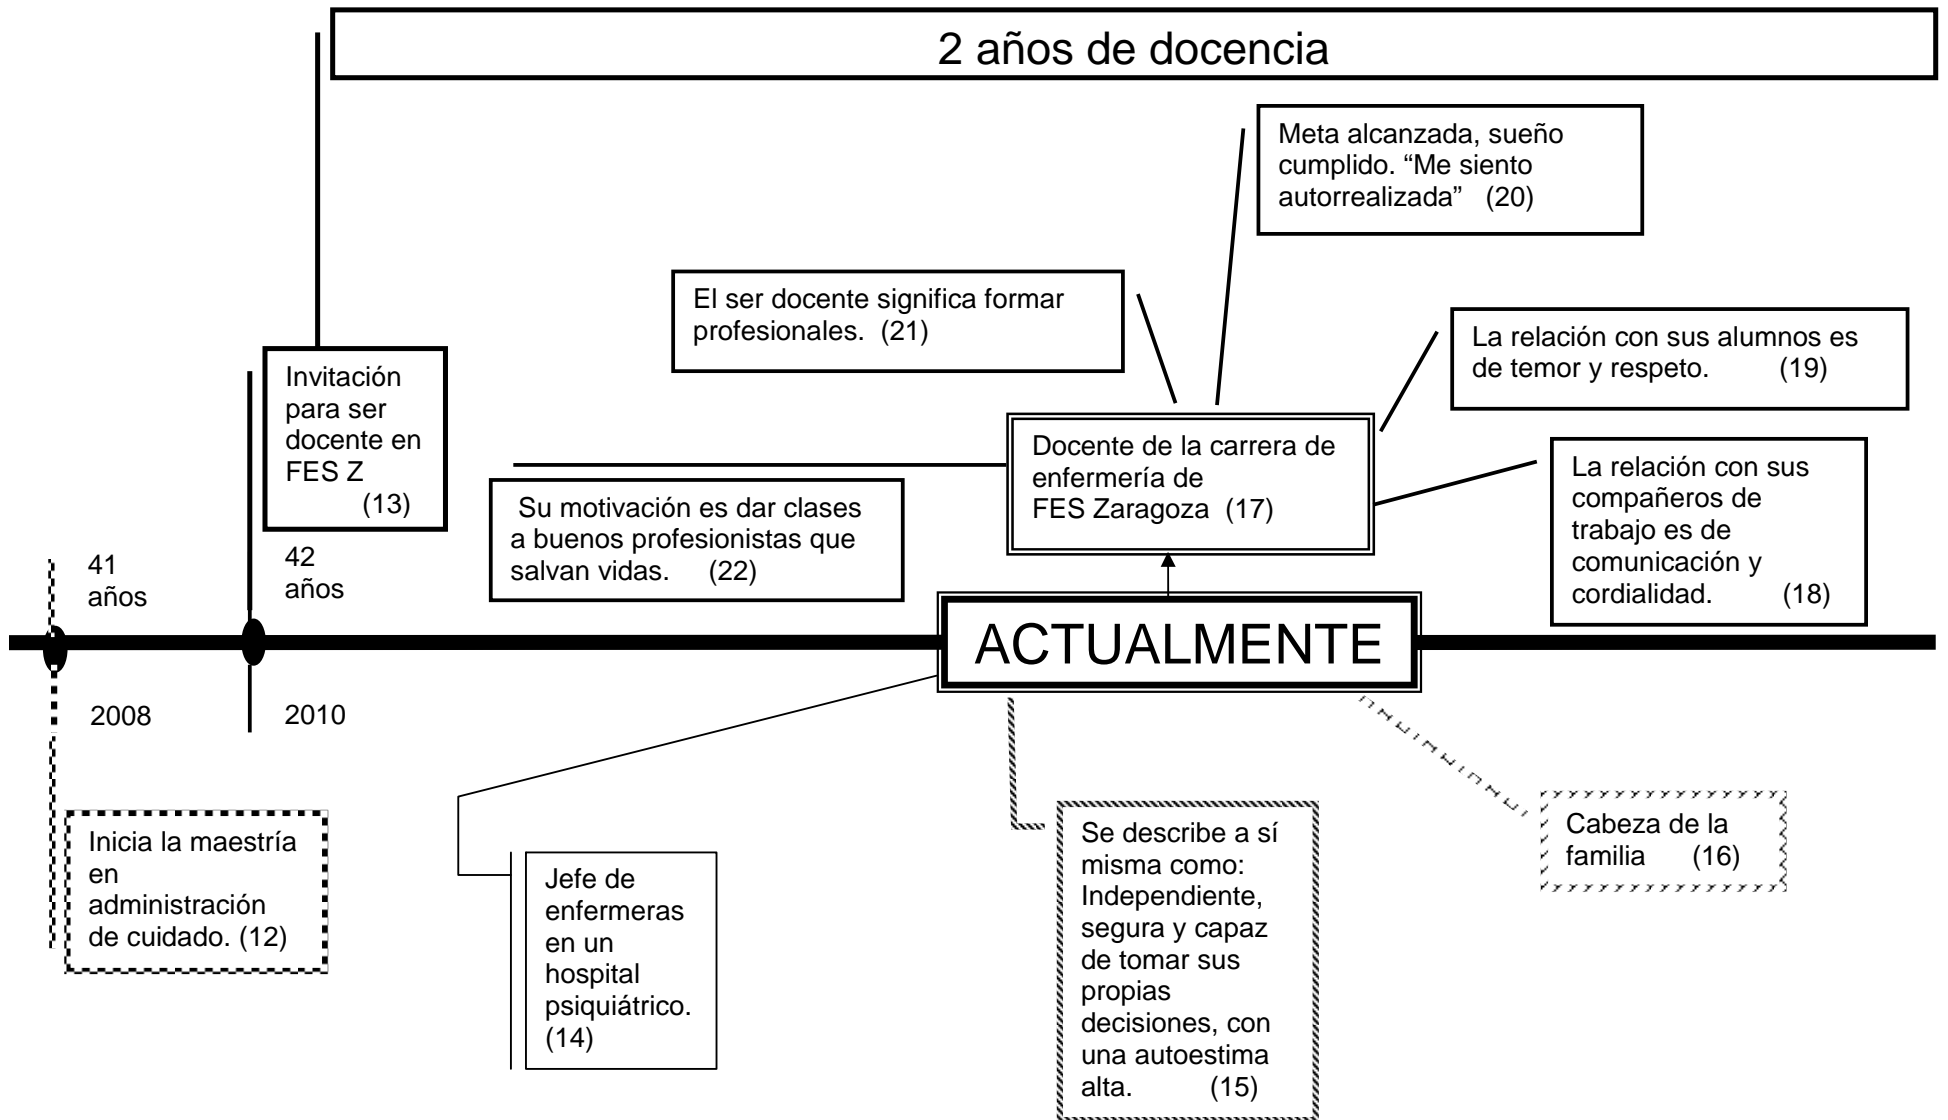 2 años de docencia
Meta alcanzada, sueño
cumplido. “Me siento
autorrealizada” (20)
El ser docente significa formar
profesionales. (21)
La relación con sus alumnos es
de temor y respeto. (19)
Invitación
para ser
docente en
FES Z
(13)
Docente de la carrera de
enfermería de
FES Zaragoza (17)
La relación con sus
compañeros de
trabajo es de
comunicación y
cordialidad. (18)
Su motivación es dar clases
a buenos profesionistas que
salvan vidas. (22)
41
años
42
años
ACTUALMENTE
2008
2010
Inicia la maestría
en
administración
de cuidado. (12)
Jefe de
enfermeras
en un
hospital
psiquiátrico.
(14)
Se describe a sí
misma como:
Independiente,
segura y capaz
de tomar sus
propias
decisiones, con
una autoestima
alta. (15)
Cabeza de la
familia (16)